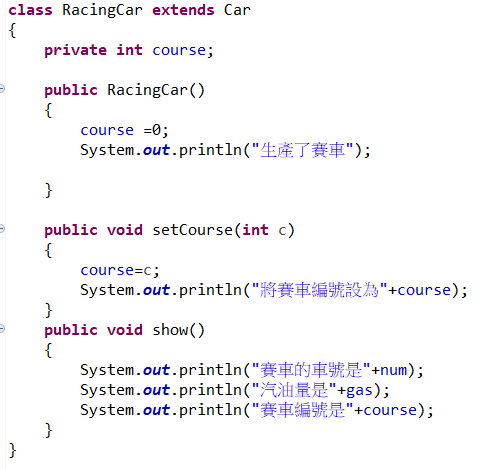 class RacingCar extends Car
{
    private int course;

    public RacingCar()
    {
        course =0;
        System.out.println("生產了賽車");

    }

    public void setCourse(int c)
    {
        course=c;
        System.out.println("將賽車編號設為"+course);
    }
    public void show()
    {
        System.out.println("賽車的車號是"+num);
        System.out.println("汽油量是"+gas);
        System.out.println("賽車編號是"+course);
    }
}